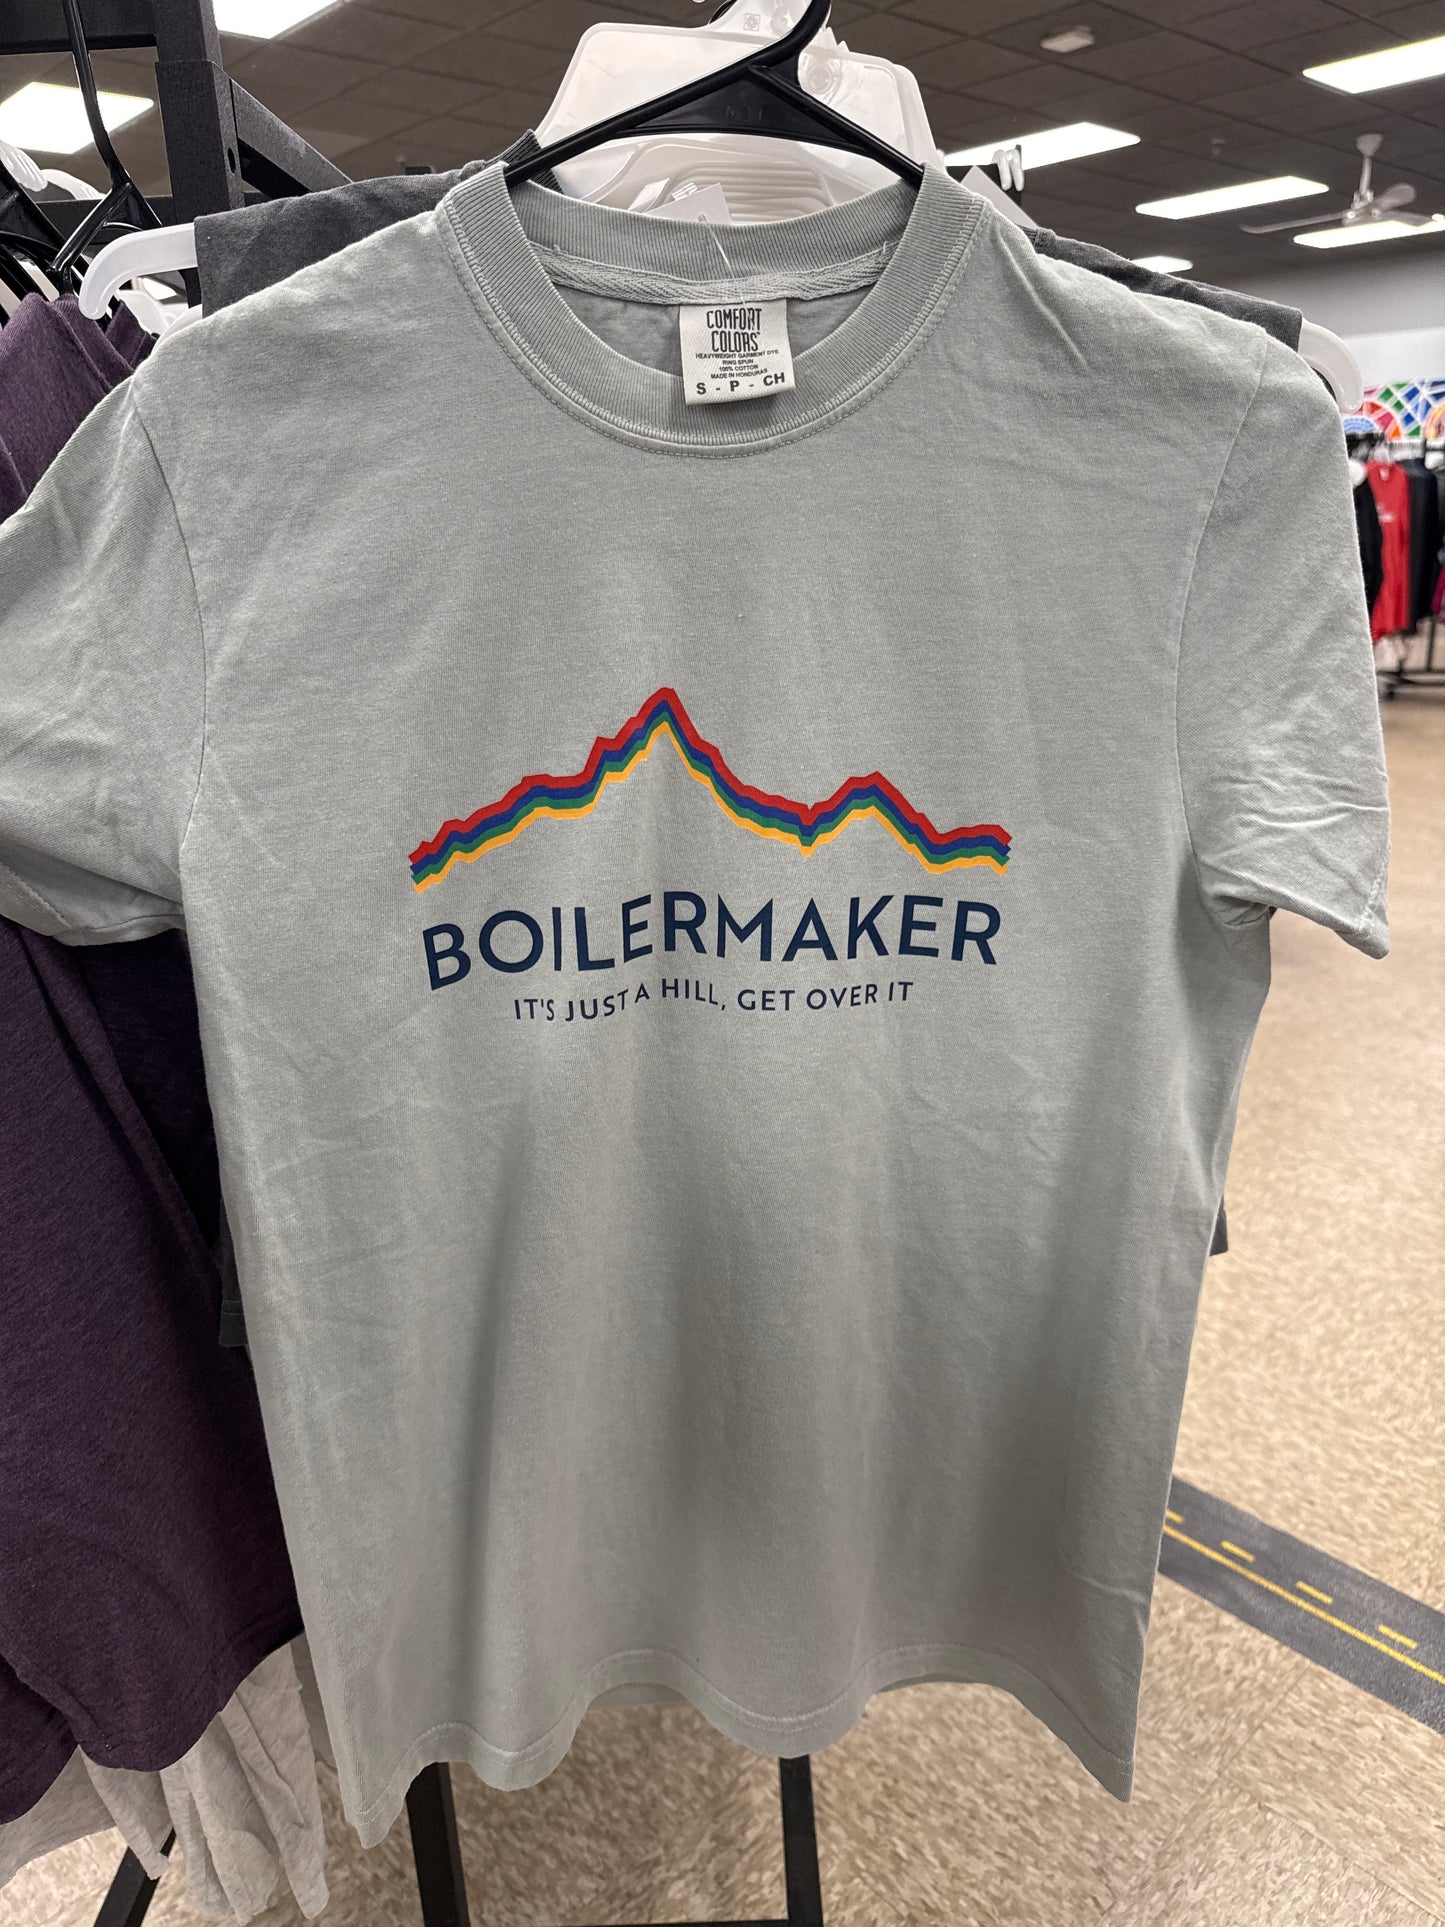 COMFORT
COLORS
HEAVYWEIGHT GARMENT DYE
RING SPUN
100% COTTON
MADE IN HONDURAS
S - P - CH
BOILERMAKER
IT'S JUST A HILL, GET OVER IT